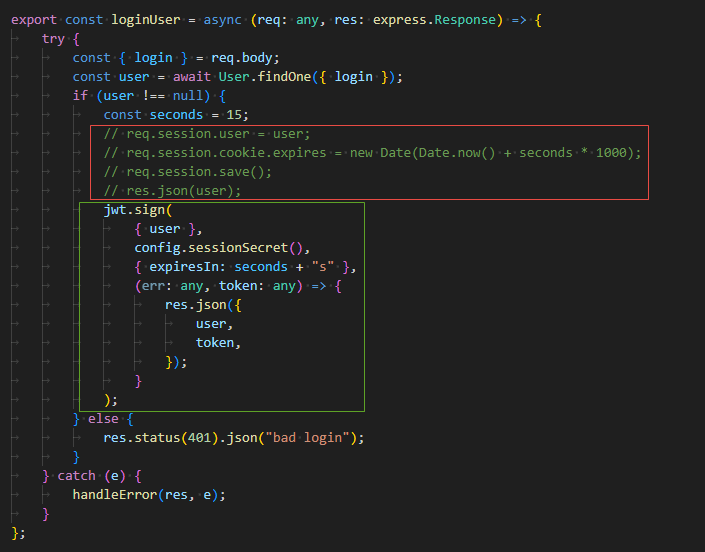 export const loginUser = async (req: any, res: express.Response) => {
try {
const { login } = req.body;
const user = await User.findOne({ login });
if (user !== null) {
const seconds = 15;
// req.session.user = user;
// req.session.cookie.expires = new Date(Date.now() + seconds * 1000);
// req.session.save();
// res.json(user);
jwt.sign(
{ user },
config.sessionSecret(),
{ expiresIn: seconds + "s" },
(err: any, token: any) => {
res.json({
user,
token,
});
}
);
} else {
res.status(401).json("bad login");
}
} catch (e) {
handleError(res, e);
}
};